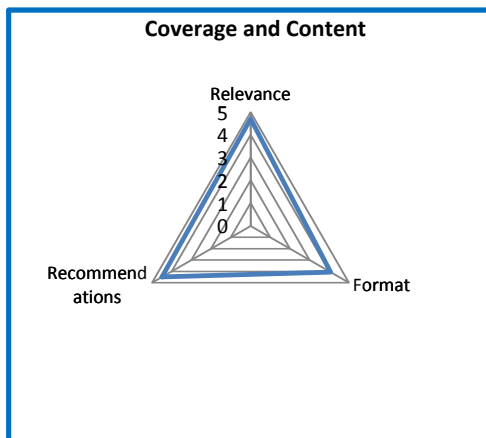 Coverage and Content
Relevance
5
4
3
2
1
0
Recommend
ations
Format